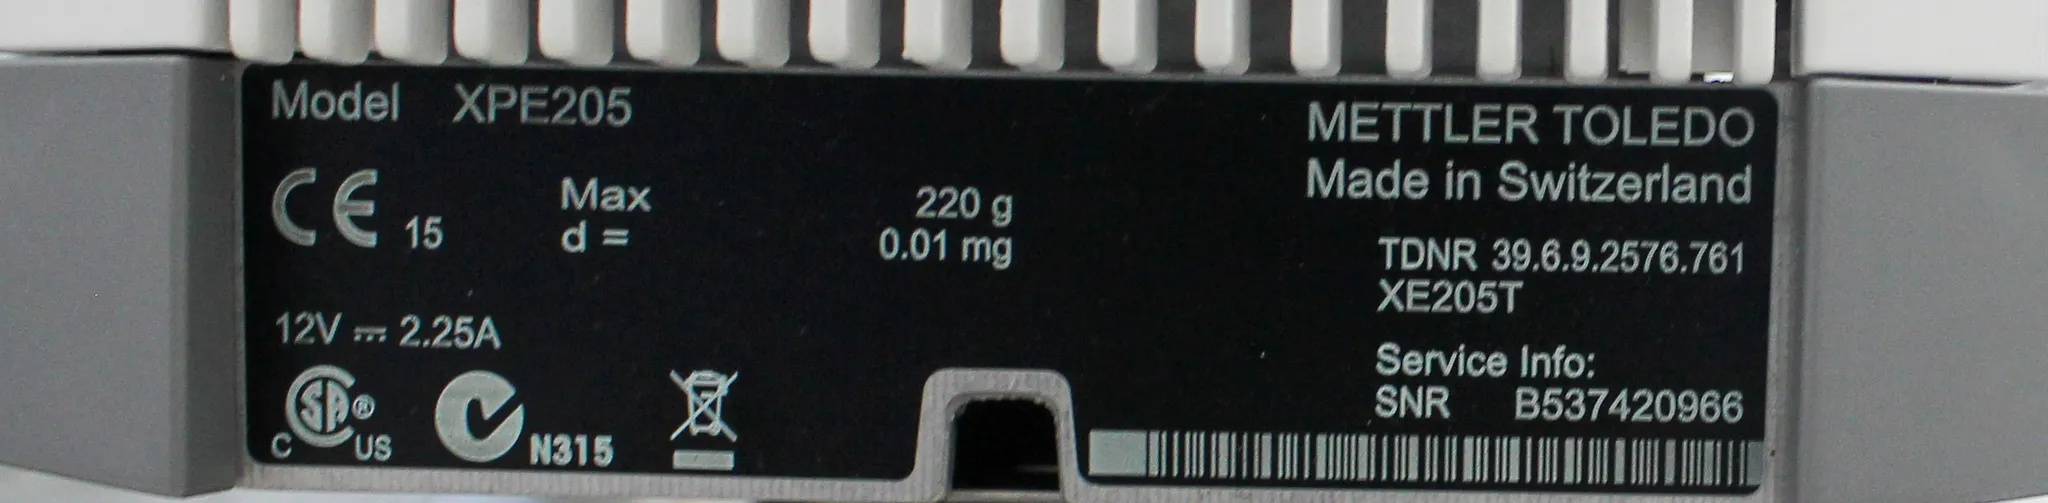 Model XPE205
METTLER TOLEDO
Made in Switzerland
CE 15
Max 220 g
d = 0.01 mg
TDNR 39.6.9.2576.761
XE205T
12V ⎓ 2.25A
Service Info:
SNR B537420966
C SA® US
N315